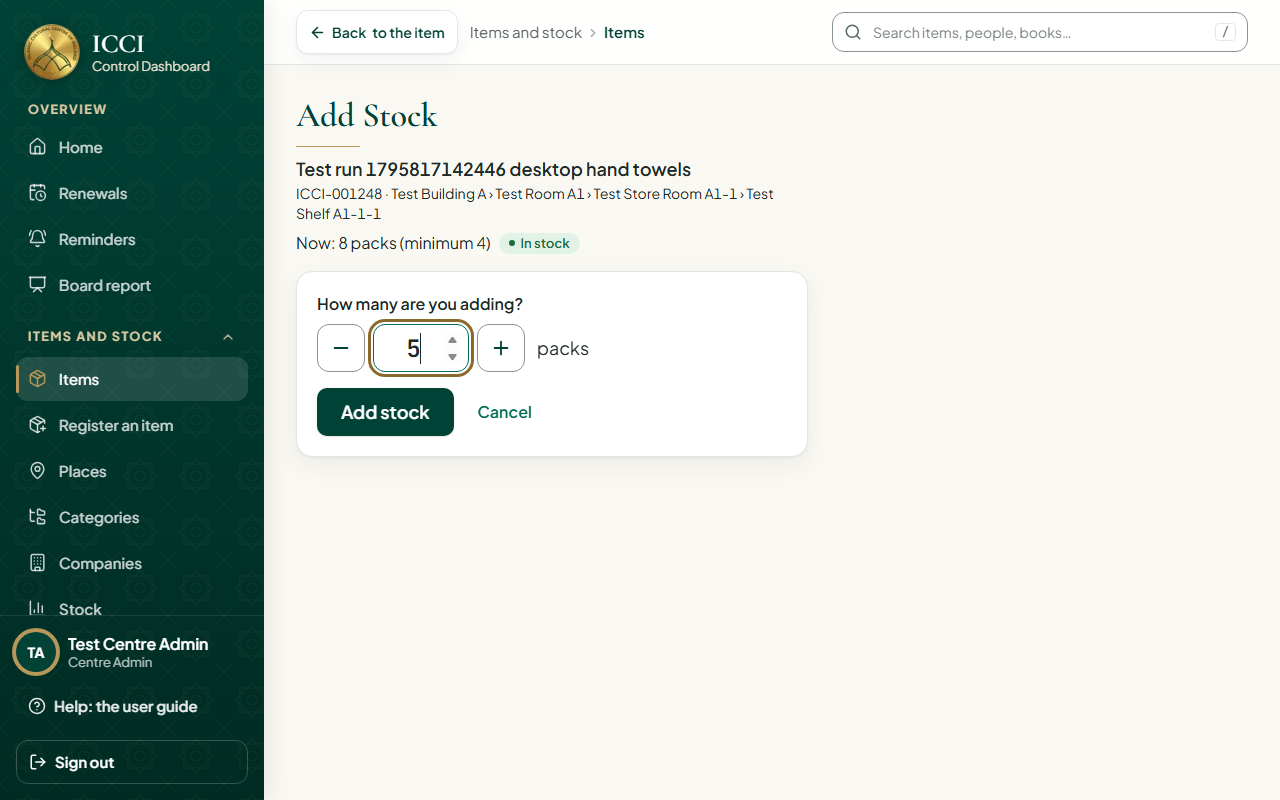 ICCI
Control Dashboard
OVERVIEW
Home
Renewals
Reminders
Board report
ITEMS AND STOCK
Items
Register an item
Places
Categories
Companies
Stock
TA
Test Centre Admin
Centre Admin
Help: the user guide
Sign out
Back to the item
Items and stock › Items
Search items, people, books...
/
Add Stock
Test run 1795817142446 desktop hand towels
ICCI-001248 · Test Building A › Test Room A1 › Test Store Room A1-1 › Test
Shelf A1-1-1
Now: 8 packs (minimum 4)
In stock
How many are you adding?
− 5 + packs
Add stock
Cancel